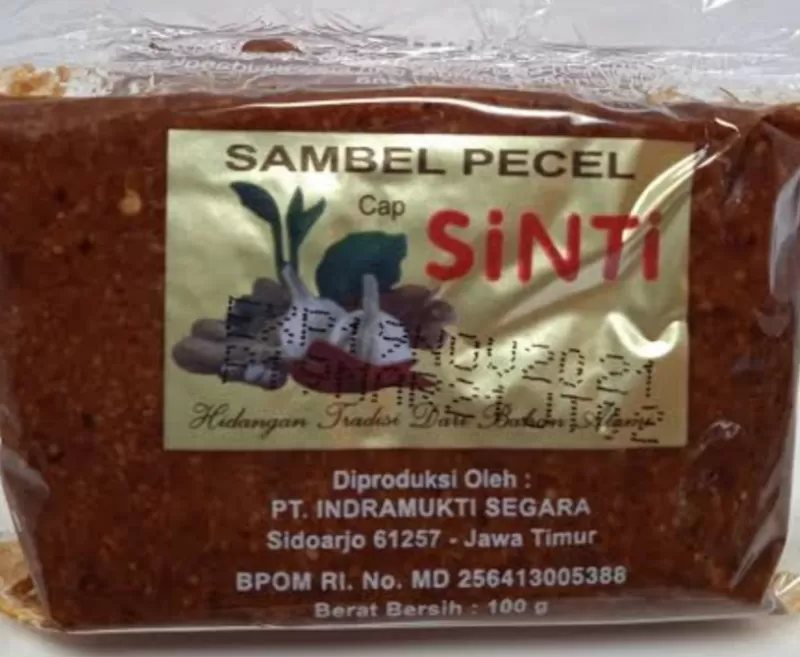 SAMBEL PECEL
Cap
SiNTi
Hidangan Tradisi Dari Bahan Alami
Diproduksi Oleh :
PT. INDRAMUKTI SEGARA
Sidoarjo 61257 - Jawa Timur
BPOM RI. No. MD 256413005388
Berat Bersih : 100 g